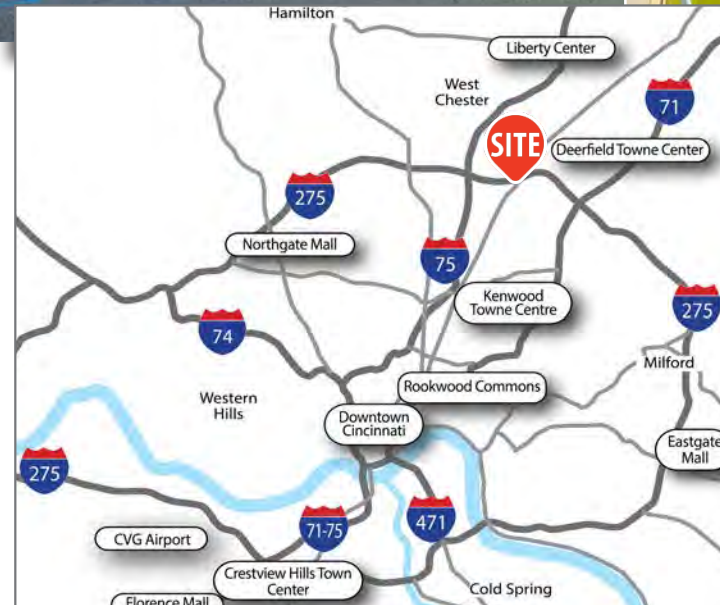 Hamilton
Liberty Center
West
Chester
71
SITE
Deerfield Towne Center
275
Northgate Mall
75
Kenwood
Towne Centre
275
74
Milford
Western
Hills
Rookwood Commons
Downtown
Cincinnati
Eastgate
Mall
275
71-75
471
CVG Airport
Crestview Hills Town
Center
Cold Spring
Florence Mall